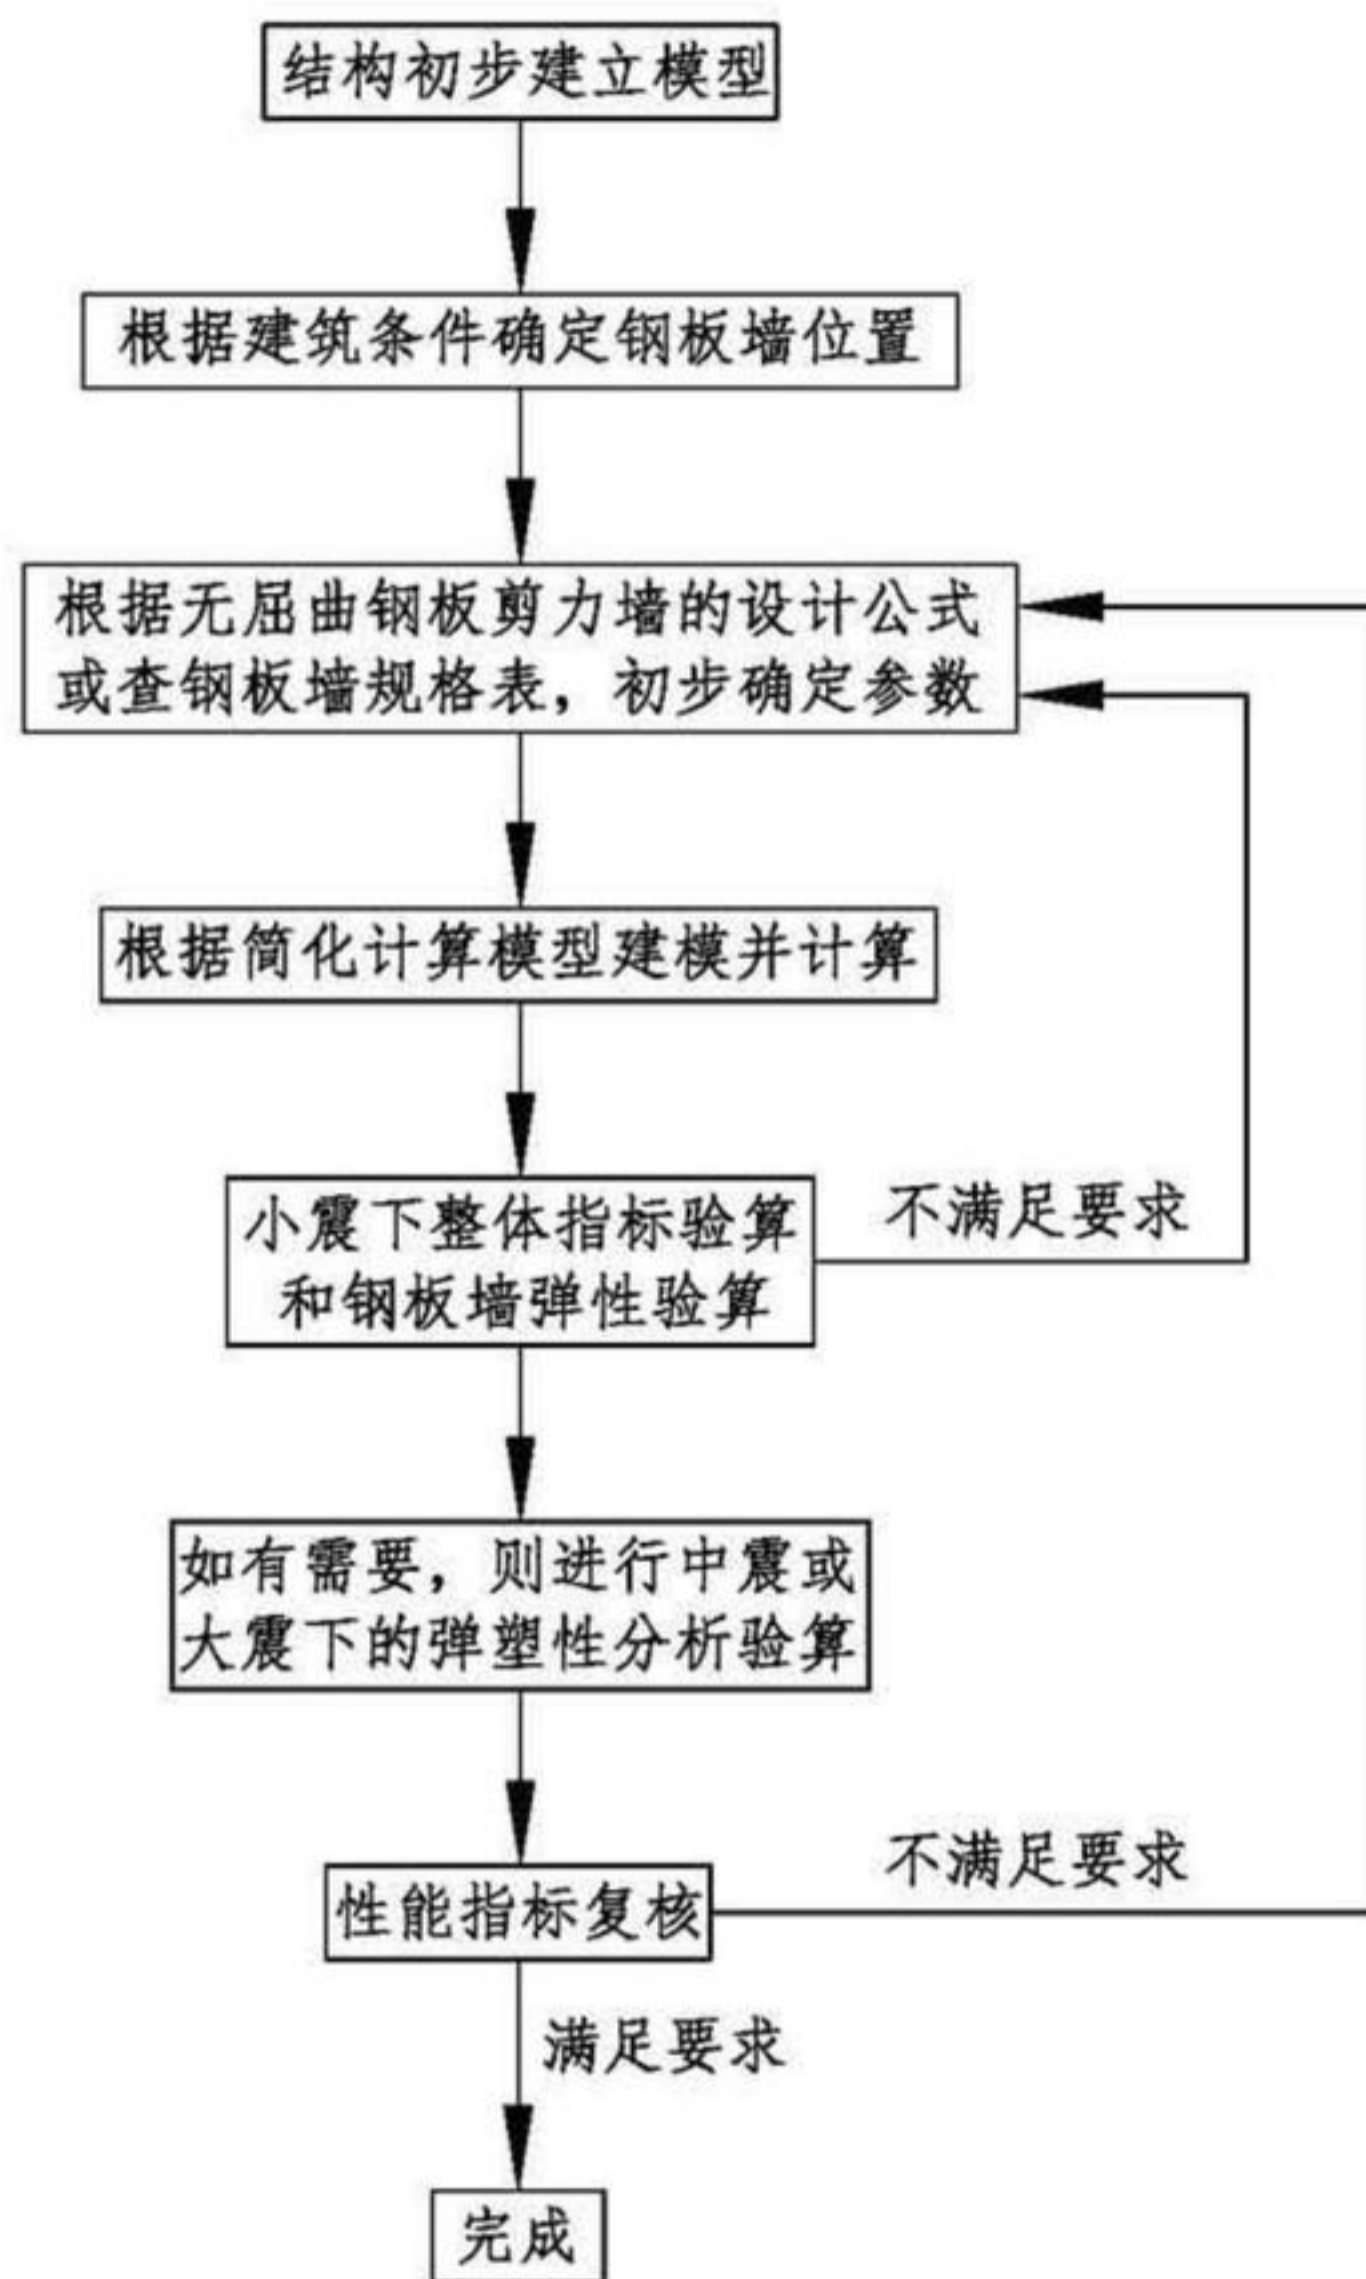 结构初步建立模型
根据建筑条件确定钢板墙位置
根据无屈曲钢板剪力墙的设计公式
或查钢板墙规格表，初步确定参数
根据简化计算模型建模并计算
小震下整体指标验算
和钢板墙弹性验算
不满足要求
如有需要，则进行中震或
大震下的弹塑性分析验算
性能指标复核
不满足要求
满足要求
完成